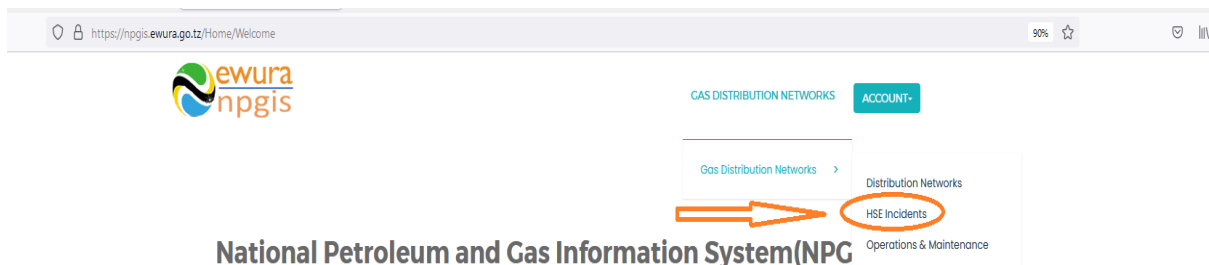 https://npgis.ewura.go.tz/Home/Welcome
90%
ewura
npgis
GAS DISTRIBUTION NETWORKS
ACCOUNT
Gas Distribution Networks >
Distribution Networks
HSE Incidents
Operations & Maintenance
National Petroleum and Gas Information System(NPG